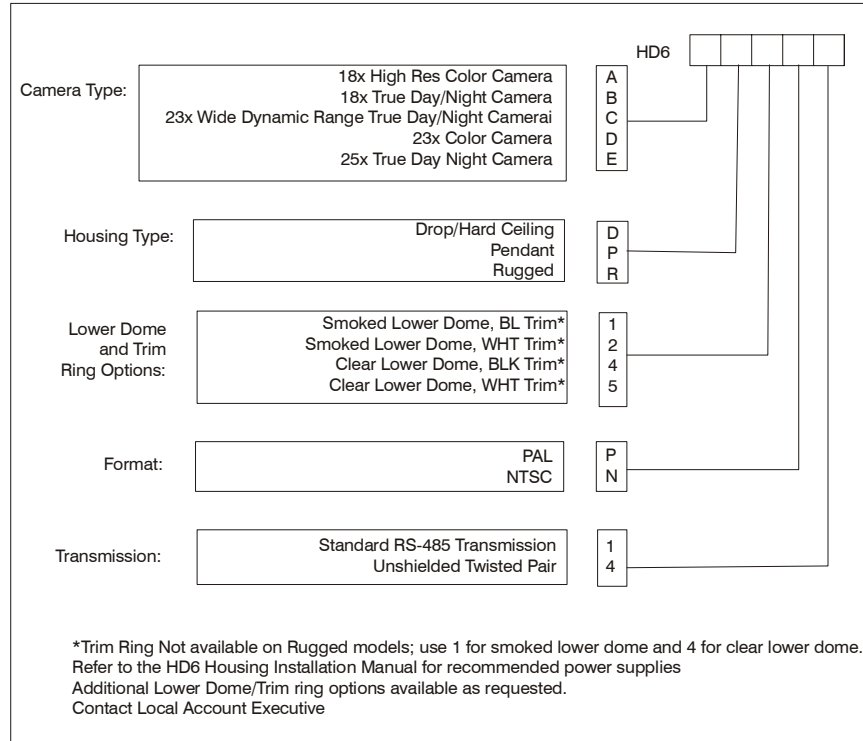 HD6
Camera Type:
18x High Res Color Camera A
18x True Day/Night Camera B
23x Wide Dynamic Range True Day/Night Camerai C
23x Color Camera D
25x True Day Night Camera E
Housing Type:
Drop/Hard Ceiling D
Pendant P
Rugged R
Lower Dome
and Trim
Ring Options:
Smoked Lower Dome, BL Trim* 1
Smoked Lower Dome, WHT Trim* 2
Clear Lower Dome, BLK Trim* 4
Clear Lower Dome, WHT Trim* 5
Format:
PAL P
NTSC N
Transmission:
Standard RS-485 Transmission 1
Unshielded Twisted Pair 4
*Trim Ring Not available on Rugged models; use 1 for smoked lower dome and 4 for clear lower dome.
Refer to the HD6 Housing Installation Manual for recommended power supplies
Additional Lower Dome/Trim ring options available as requested.
Contact Local Account Executive